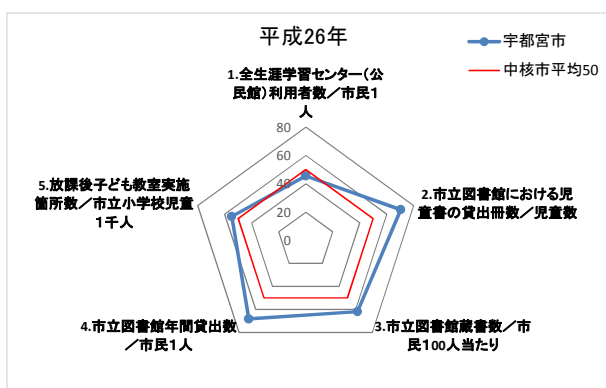 平成26年
宇都宮市
中核市平均50
1.全生涯学習センター（公
民館）利用者数／市民1
人
80
60
40
20
0
2.市立図書館における児
童書の貸出冊数／児童数
3.市立図書館蔵書数／市
民100人当たり
4.市立図書館年間貸出数
／市民1人
5.放課後子ども教室実施
箇所数／市立小学校児童
1千人